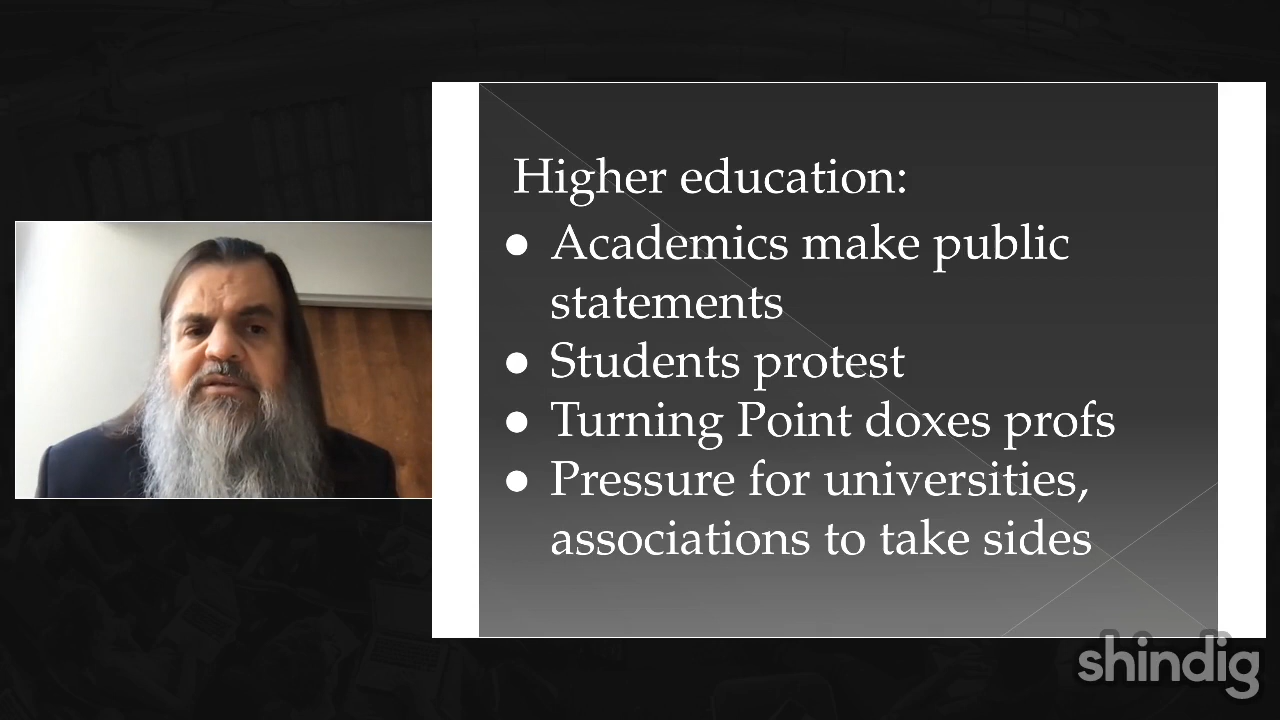 Higher education:
● Academics make public
statements
● Students protest
● Turning Point doxes profs
● Pressure for universities,
associations to take sides
shindig